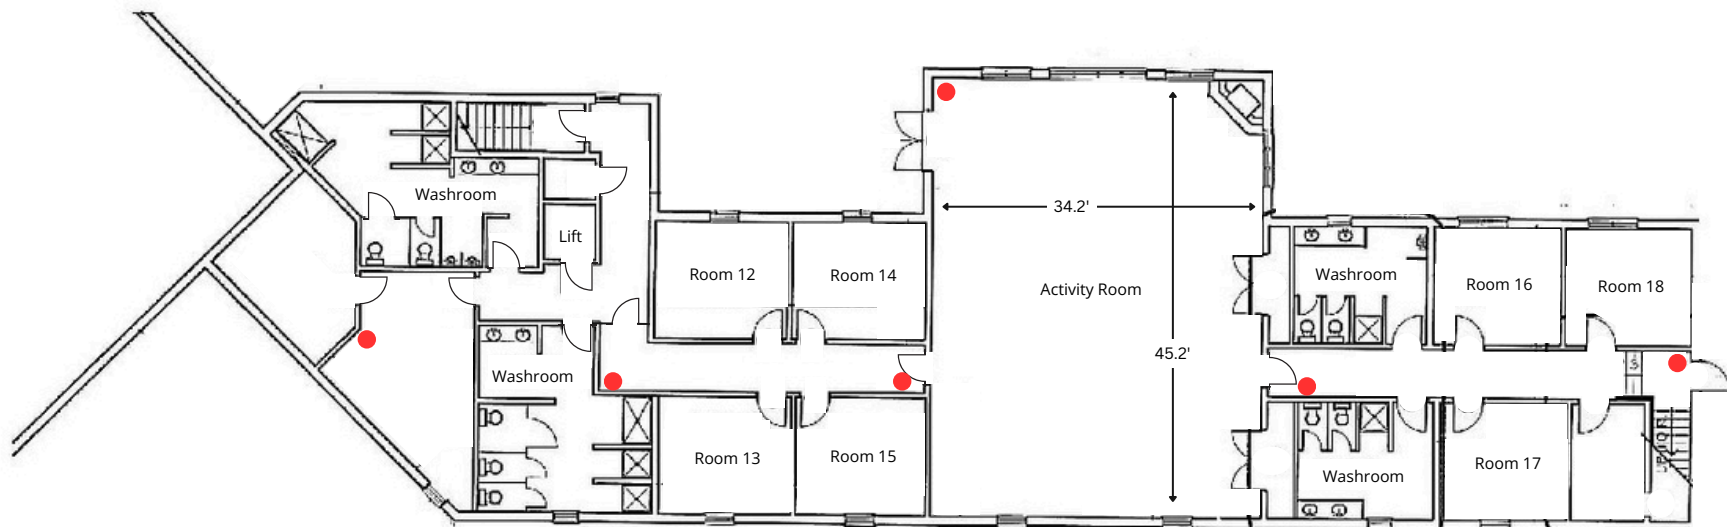 Washroom
34.2'
Lift
Room 12
Room 14
Activity Room
Washroom
Room 16
Room 18
45.2'
Washroom
Room 13
Room 15
Room 17
Washroom